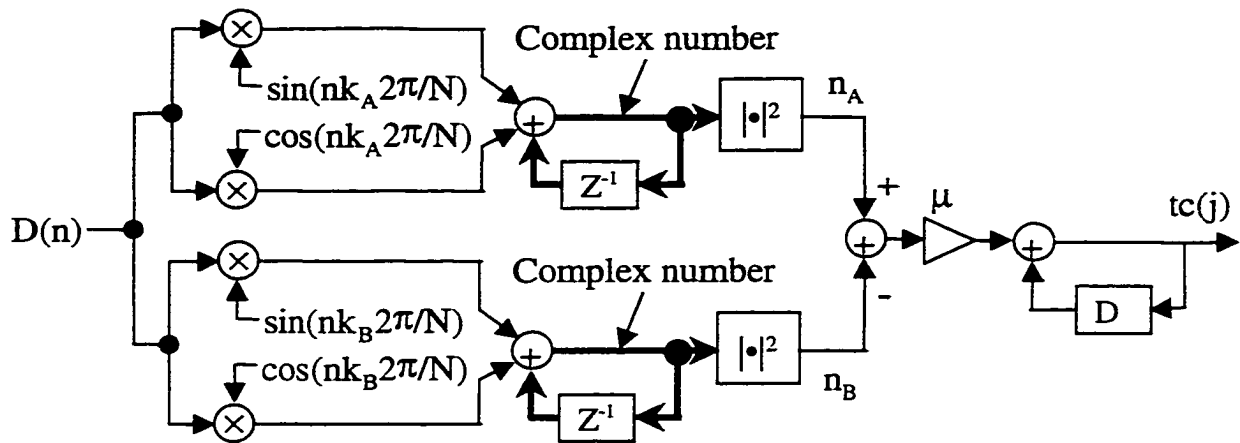 Complex number
sin(nk_A2π/N)
cos(nk_A2π/N)
n_A
|•|²
Z⁻¹
D(n)
+
+
+
μ
tc(j)
+
-
+
D
Complex number
sin(nk_B2π/N)
cos(nk_B2π/N)
+
|•|²
n_B
Z⁻¹